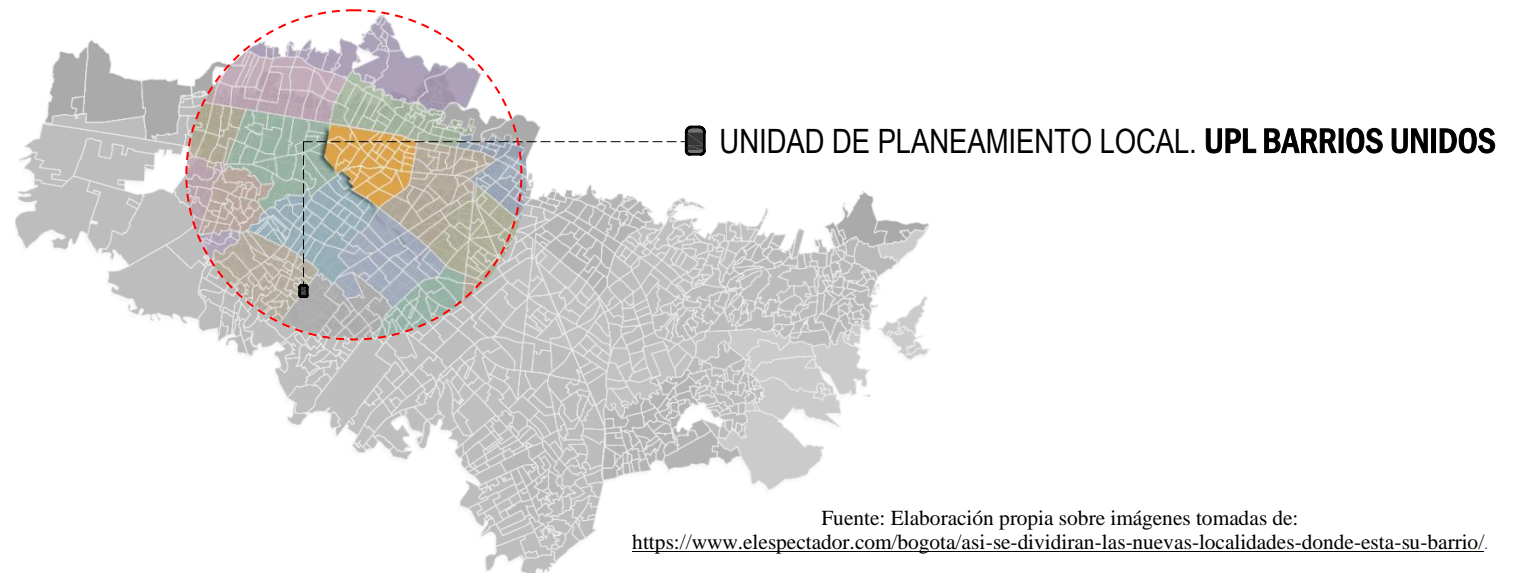 UNIDAD DE PLANEAMIENTO LOCAL. UPL BARRIOS UNIDOS
Fuente: Elaboración propia sobre imágenes tomadas de:
https://www.elespectador.com/bogota/asi-se-dividiran-las-nuevas-localidades-donde-esta-su-barrio/.